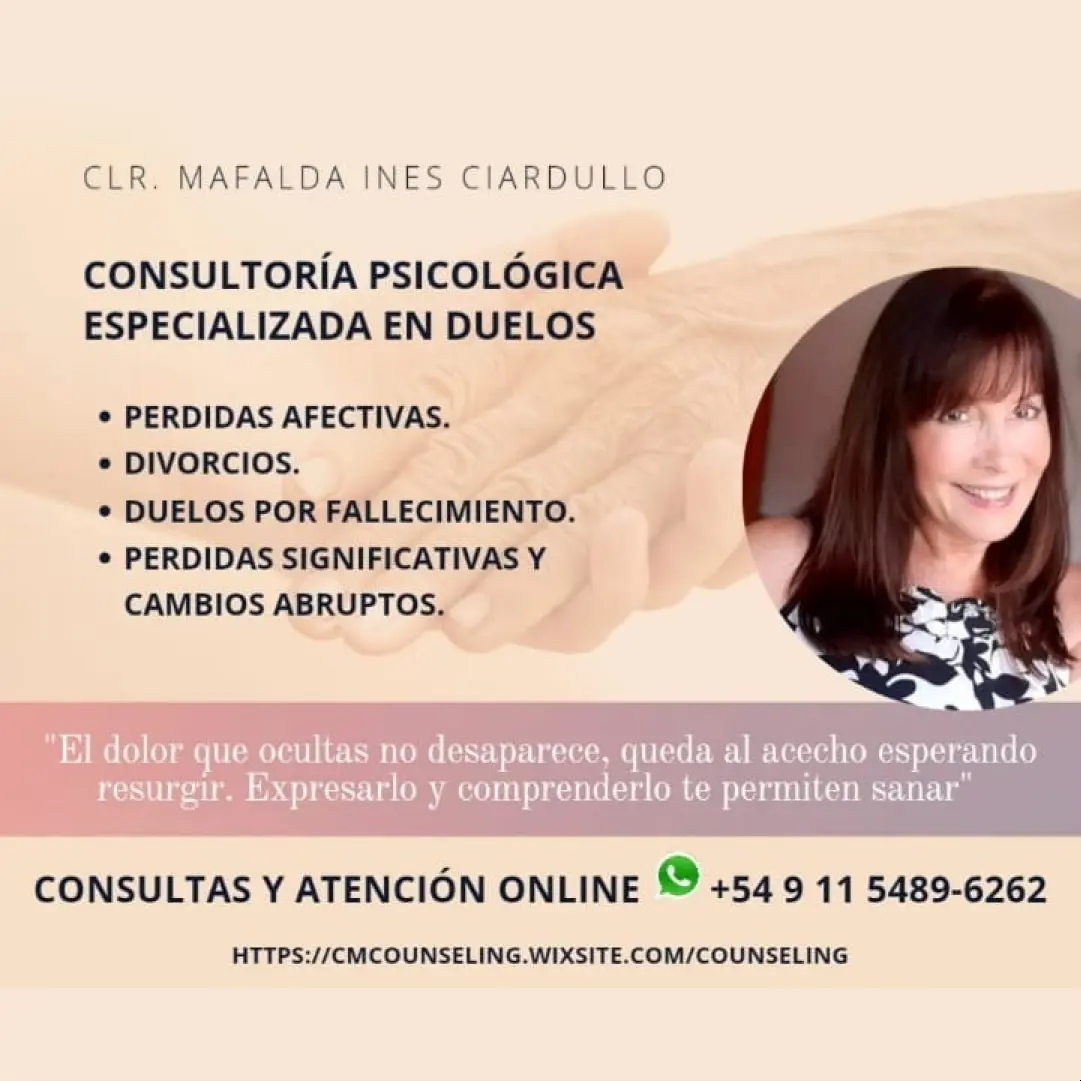 CLR. MAFALDA INES CIARDULLO
CONSULTORÍA PSICOLÓGICA
ESPECIALIZADA EN DUELOS
• PERDIDAS AFECTIVAS.
• DIVORCIOS.
• DUELOS POR FALLECIMIENTO.
• PERDIDAS SIGNIFICATIVAS Y
CAMBIOS ABRUPTOS.
"El dolor que ocultas no desaparece, queda al acecho esperando
resurgir. Expresarlo y comprenderlo te permiten sanar"
CONSULTAS Y ATENCIÓN ONLINE +54 9 11 5489-6262
HTTPS://CMCOUNSELING.WIXSITE.COM/COUNSELING